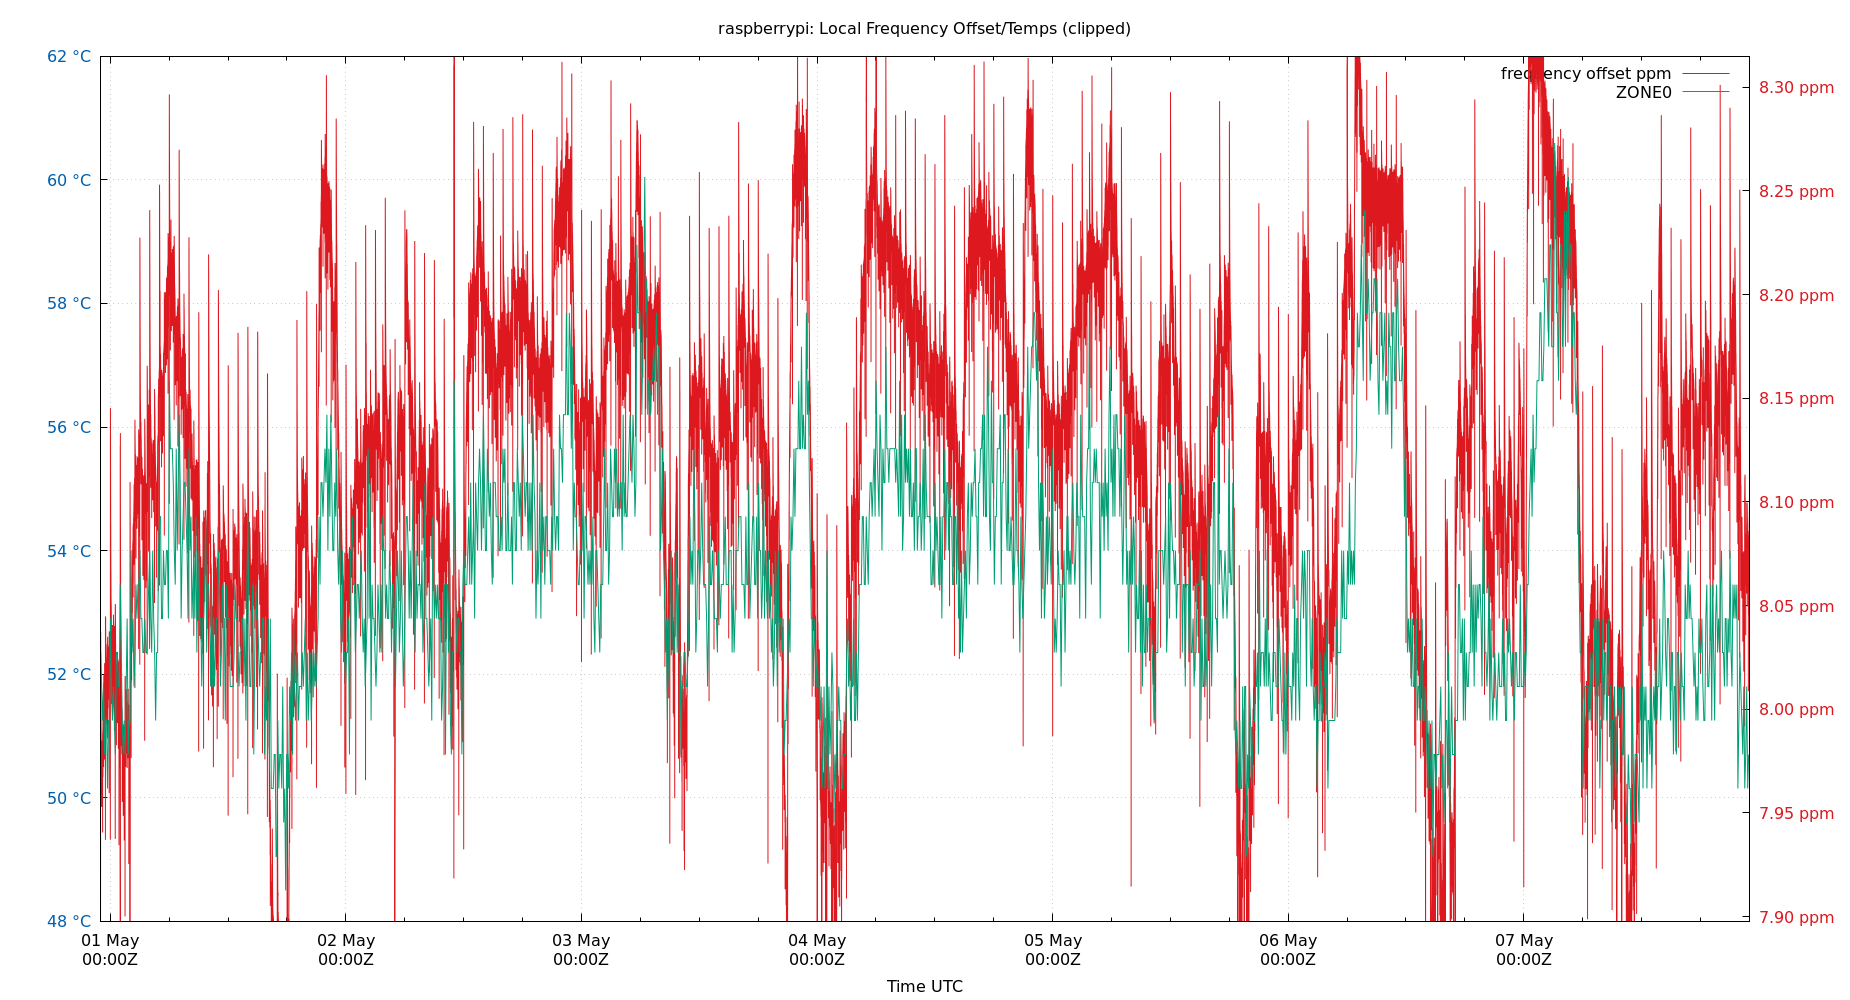 raspberrypi: Local Frequency Offset/Temps (clipped)
62 °C
60 °C
58 °C
56 °C
54 °C
52 °C
50 °C
48 °C
frequency offset ppm
ZONE0
8.30 ppm
8.25 ppm
8.20 ppm
8.15 ppm
8.10 ppm
8.05 ppm
8.00 ppm
7.95 ppm
7.90 ppm
01 May
00:00Z
02 May
00:00Z
03 May
00:00Z
04 May
00:00Z
05 May
00:00Z
06 May
00:00Z
07 May
00:00Z
Time UTC